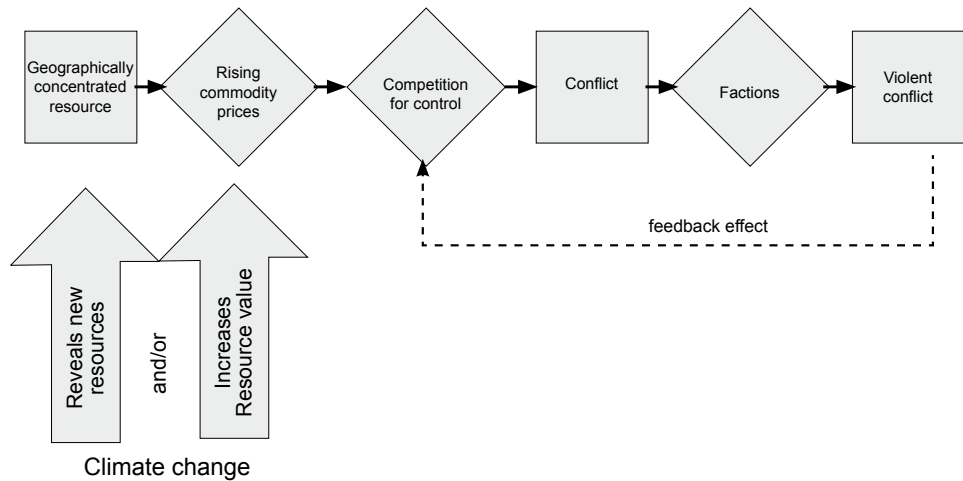 Geographically
concentrated
resource
Rising
commodity
prices
Competition
for control
Conflict
Factions
Violent
conflict
feedback effect
Reveals new
resources
and/or
Increases
Resource value
Climate change